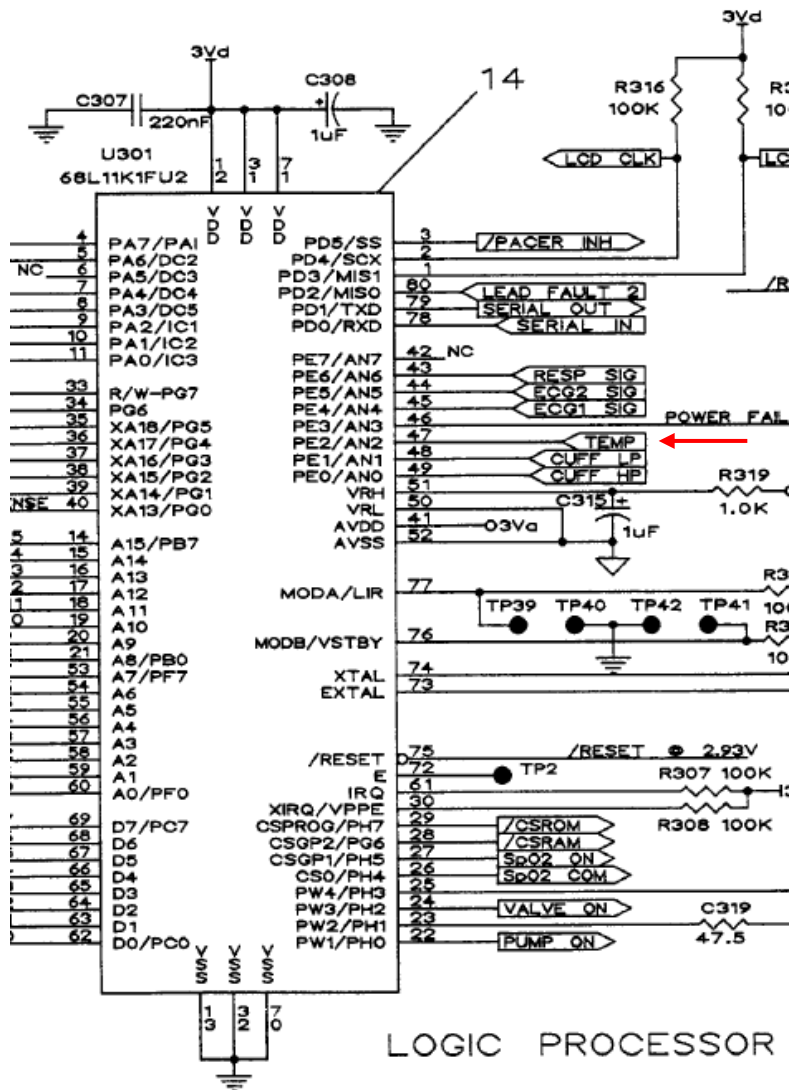 3Vd
3Vd
C307
220nF
C308
+
1uF
14
R316
100K
U301
68L11K1FU2
12
31
71
VDD
VDD
VDD
LCD CLK
4 PA7/PAI
5 PA6/DC2
NC 6 PA5/DC3
7 PA4/DC4
8 PA3/DC5
9 PA2/IC1
10 PA1/IC2
11 PA0/IC3
33 R/W-PG7
34 PG6
35 XA18/PG5
36 XA17/PG4
37 XA16/PG3
38 XA15/PG2
39 XA14/PG1
NSE 40 XA13/PG0
14 A15/PB7
15 A14
16 A13
17 A12
18 A11
19 A10
20 A9
21 A8/PB0
53 A7/PF7
54 A6
55 A5
56 A4
57 A3
58 A2
59 A1
60 A0/PF0
69 D7/PC7
68 D6
67 D5
66 D4
65 D3
64 D2
63 D1
62 D0/PC0
PD5/SS 3 /PACER INH
PD4/SCX 2
PD3/MIS1 1
PD2/MISO 80 LEAD FAULT 2
PD1/TXD 79 SERIAL OUT
PD0/RXD 78 SERIAL IN
PE7/AN7 42 NC
PE6/AN6 43 RESP SIG
PE5/AN5 44 ECG2 SIG
PE4/AN4 45 ECG1 SIG
PE3/AN3 46 POWER FAIL
PE2/AN2 47 TEMP
PE1/AN1 48 CUFF LP
PE0/AN0 49 CUFF HP
VRH 51
VRL 50
AVDD 41 3Va
AVSS 52
C315
+
1uF
R319
1.0K
MODA/LIR 77
TP39 TP40 TP42 TP41
MODB/VSTBY 76
XTAL 74
EXTAL 73
/RESET 75 /RESET @ 2.93V
E 72 TP2
IRQ 61 R307 100K
XIRQ/VPPE 30 R308 100K
CSPROG/PH7 29 /CSROM
CSGP2/PG6 28 /CSRAM
CSGP1/PH5 27 SpO2 ON
CS0/PH4 26 SpO2 COM
PW4/PH3 25
PW3/PH2 24 VALVE ON
PW2/PH1 23 C319
47.5
PW1/PH0 22 PUMP ON
VSS
VSS
VSS
13
32
70
LOGIC PROCESSOR